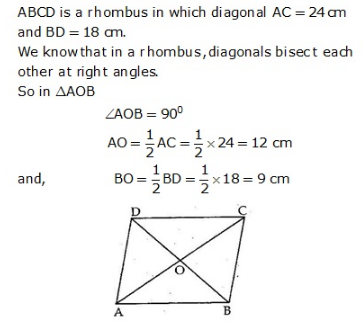 ABCD is a rhombus in which diagonal AC = 24 cm
and BD = 18 cm.
We know that in a rhombus, diagonals bisect each
other at right angles.
So in ΔAOB
∠AOB = 90⁰
AO = 1/2 AC = 1/2 × 24 = 12 cm
and, BO = 1/2 BD = 1/2 × 18 = 9 cm
D C
O
A B